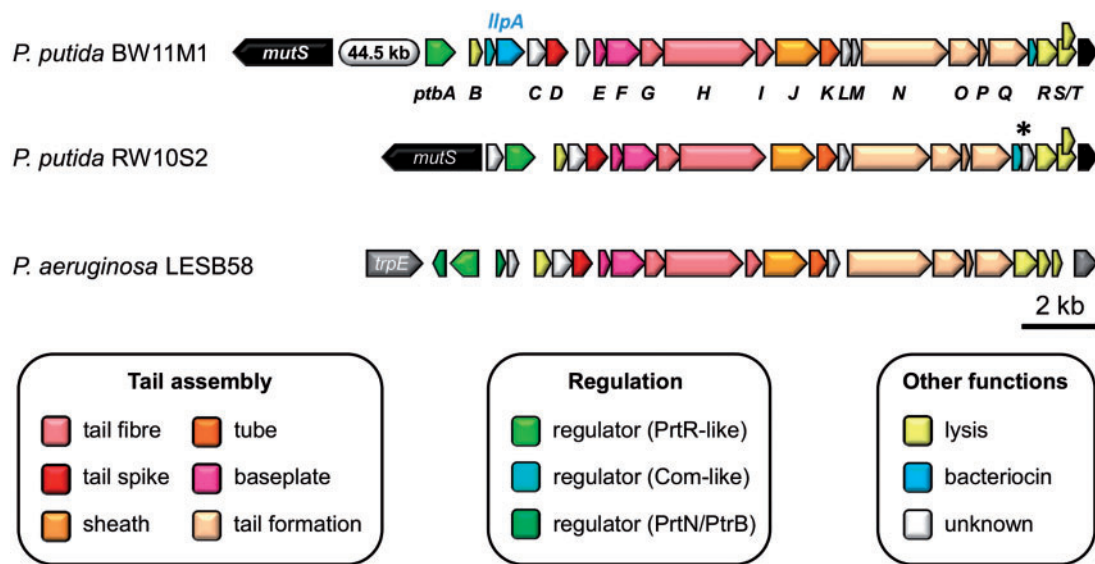 llpA
P. putida BW11M1 mutS 44.5 kb
ptbA B C D E F G H I J K L M N O P Q R S/T
*
P. putida RW10S2 mutS
P. aeruginosa LESB58 trpE
2 kb
Tail assembly Regulation Other functions
tail fibre tube regulator (PrtR-like) lysis
tail spike baseplate regulator (Com-like) bacteriocin
sheath tail formation regulator (PrtN/PtrB) unknown